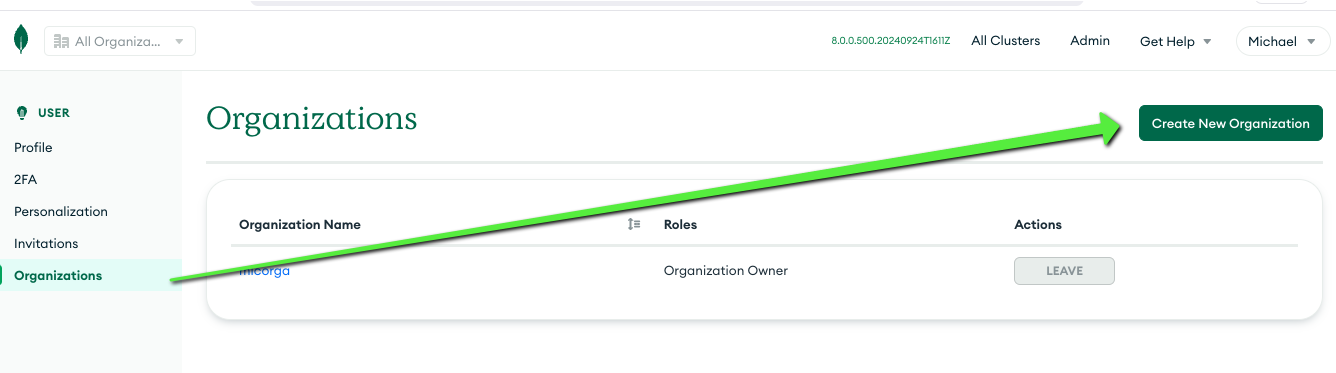 All Organiza...
8.0.0.500.20240924T1611Z
All Clusters
Admin
Get Help
Michael
USER
Profile
2FA
Personalization
Invitations
Organizations
Organizations
Create New Organization
Organization Name
Roles
Actions
micorga
Organization Owner
LEAVE